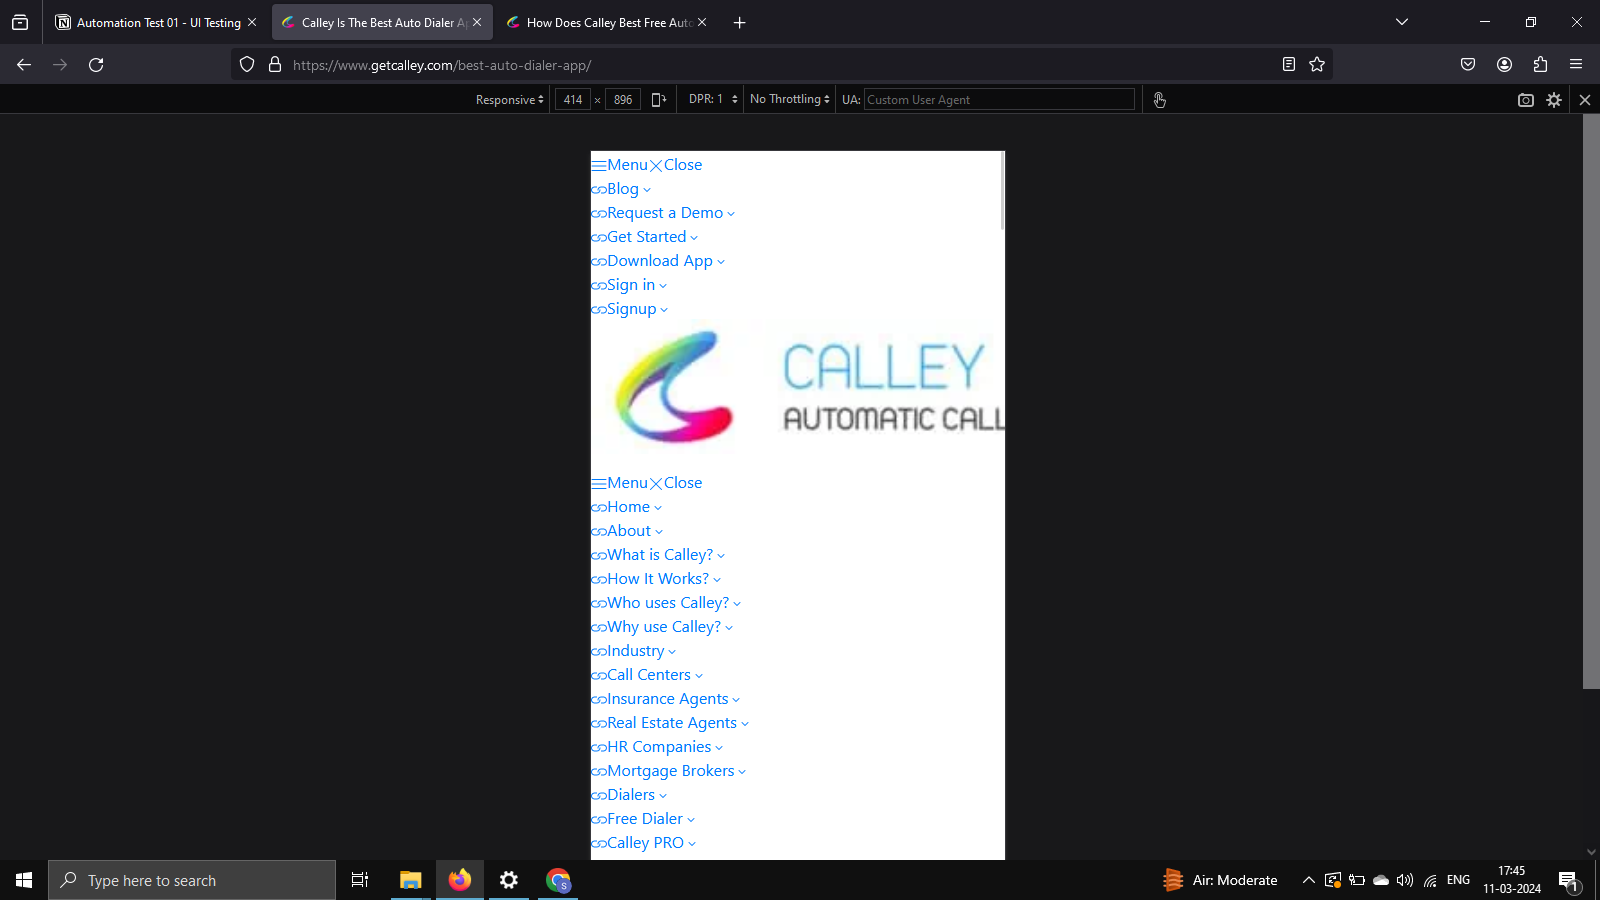 Automation Test 01 - UI Testing
Calley Is The Best Auto Dialer A
How Does Calley Best Free Auto
https://www.getcalley.com/best-auto-dialer-app/
Responsive 414 × 896 DPR: 1 No Throttling UA: Custom User Agent
Menu Close
Blog
Request a Demo
Get Started
Download App
Sign in
Signup
CALLEY
AUTOMATIC CALL
Menu Close
Home
About
What is Calley?
How It Works?
Who uses Calley?
Why use Calley?
Industry
Call Centers
Insurance Agents
Real Estate Agents
HR Companies
Mortgage Brokers
Dialers
Free Dialer
Calley PRO
Type here to search
S
Air: Moderate
ENG
17:45
11-03-2024
1